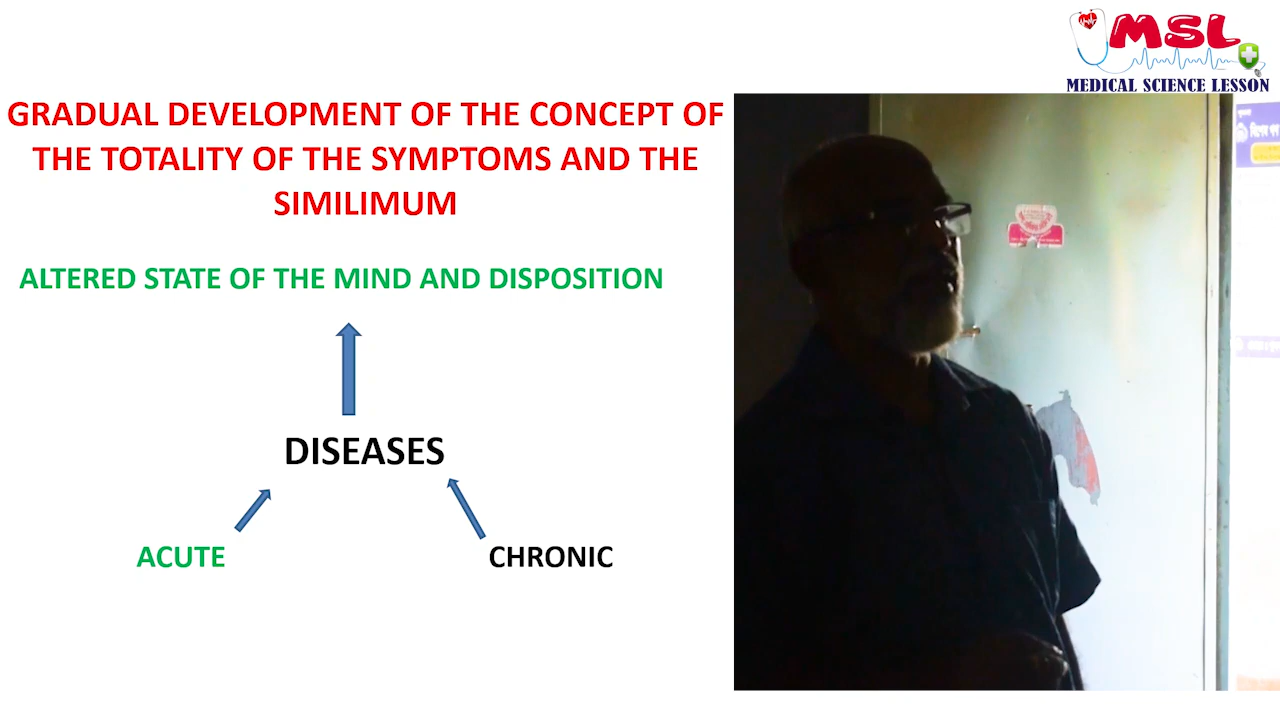 MSL
MEDICAL SCIENCE LESSON
GRADUAL DEVELOPMENT OF THE CONCEPT OF
THE TOTALITY OF THE SYMPTOMS AND THE
SIMILIMUM
ALTERED STATE OF THE MIND AND DISPOSITION
DISEASES
ACUTE
CHRONIC